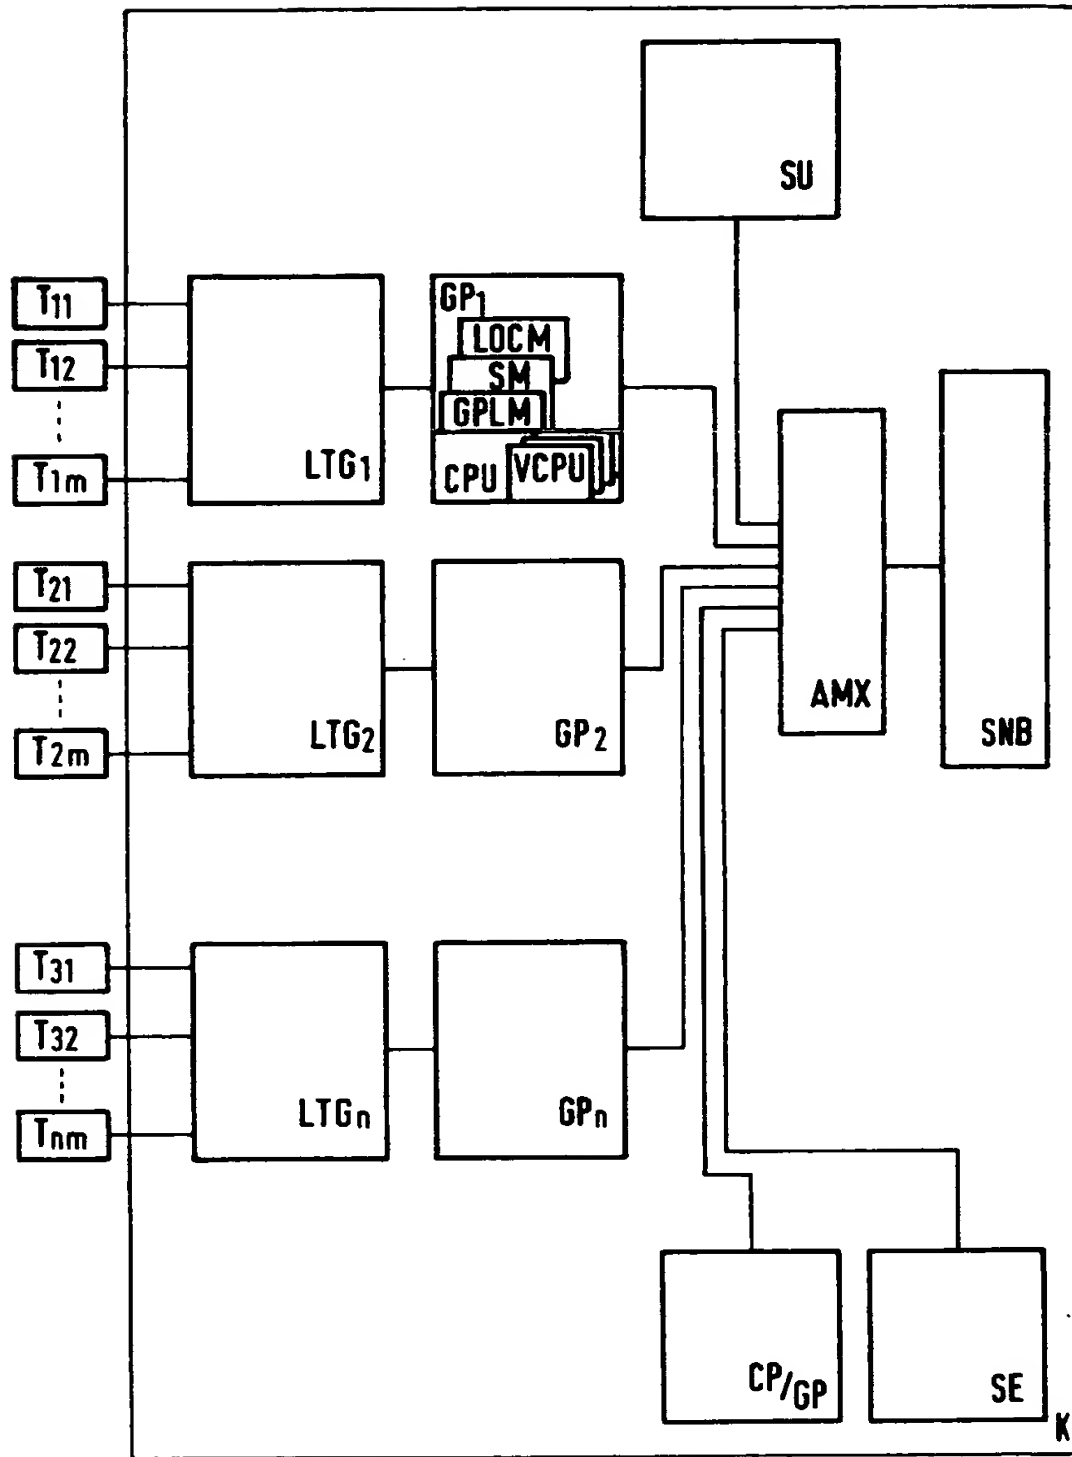 SU
T11
T12
T1m
LTG1
GP1
LOCM
SM
GPLM
CPU
VCPU
T21
T22
T2m
LTG2
GP2
AMX
SNB
T31
T32
Tnm
LTGn
GPn
CP/GP
SE
K